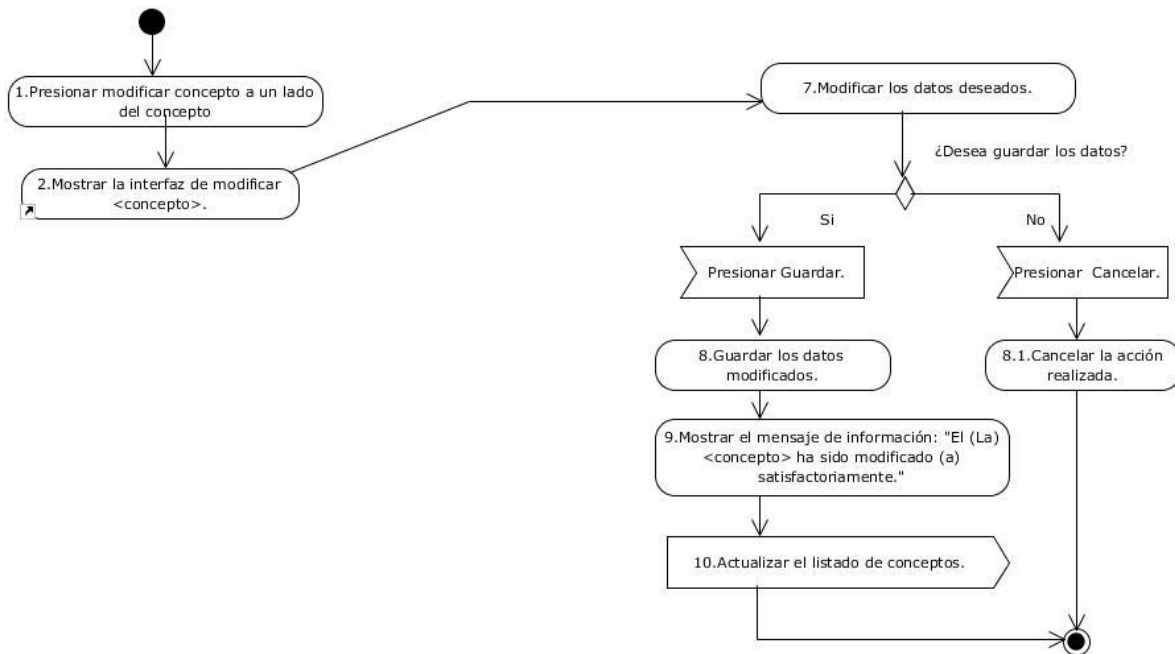 1.Presionar modificar concepto a un lado
del concepto
2.Mostrar la interfaz de modificar
<concepto>.
7.Modificar los datos deseados.
¿Desea guardar los datos?
Si
No
Presionar Guardar.
Presionar Cancelar.
8.Guardar los datos
modificados.
8.1.Cancelar la acción
realizada.
9.Mostrar el mensaje de información: "El (La)
<concepto> ha sido modificado (a)
satisfactoriamente."
10.Actualizar el listado de conceptos.